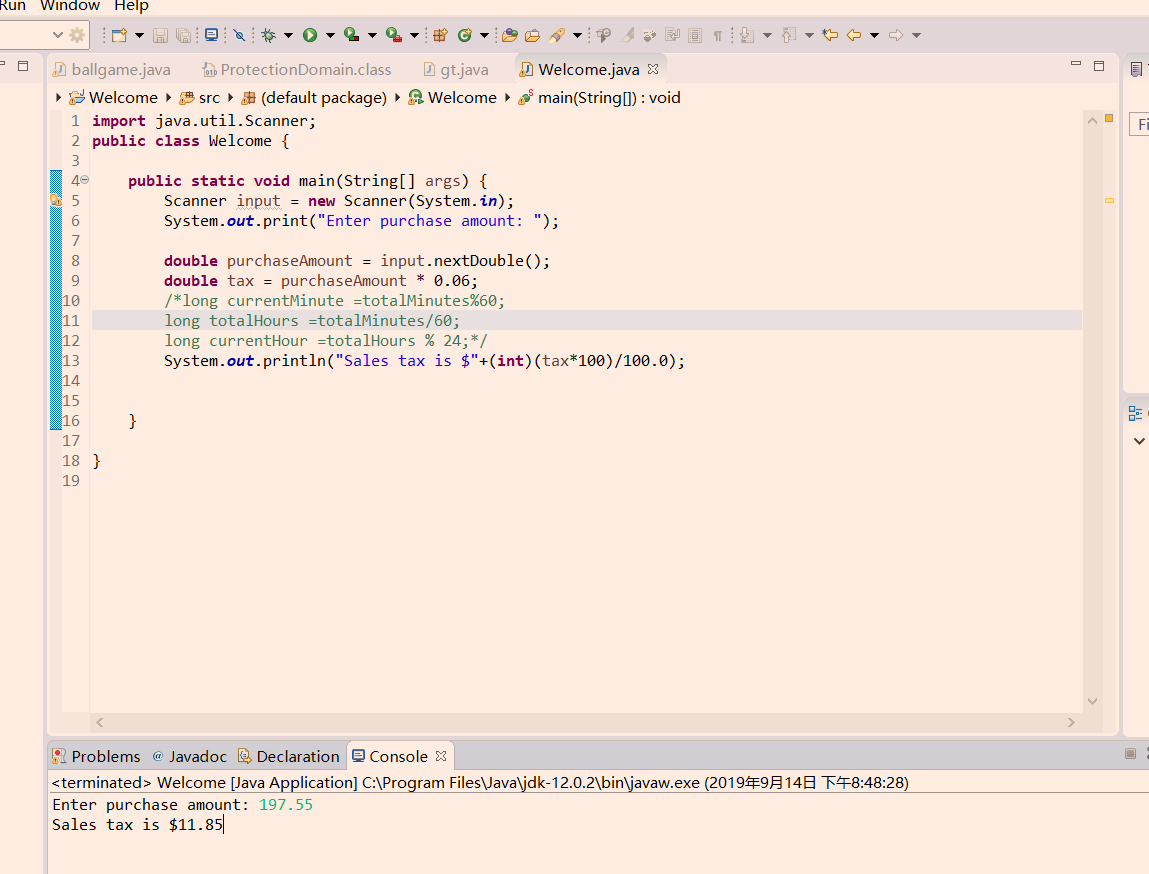 Run Window Help
ballgame.java ProtectionDomain.class gt.java Welcome.java
Welcome src (default package) Welcome main(String[]) : void
1 import java.util.Scanner;
2 public class Welcome {
3
4 public static void main(String[] args) {
5 Scanner input = new Scanner(System.in);
6 System.out.print("Enter purchase amount: ");
7
8 double purchaseAmount = input.nextDouble();
9 double tax = purchaseAmount * 0.06;
10 /*long currentMinute =totalMinutes%60;
11 long totalHours =totalMinutes/60;
12 long currentHour =totalHours % 24;*/
13 System.out.println("Sales tax is $"+(int)(tax*100)/100.0);
14
15
16 }
17
18 }
19
Problems @ Javadoc Declaration Console
<terminated> Welcome [Java Application] C:\Program Files\Java\jdk-12.0.2\bin\javaw.exe (2019年9月14日 下午8:48:28)
Enter purchase amount: 197.55
Sales tax is $11.85